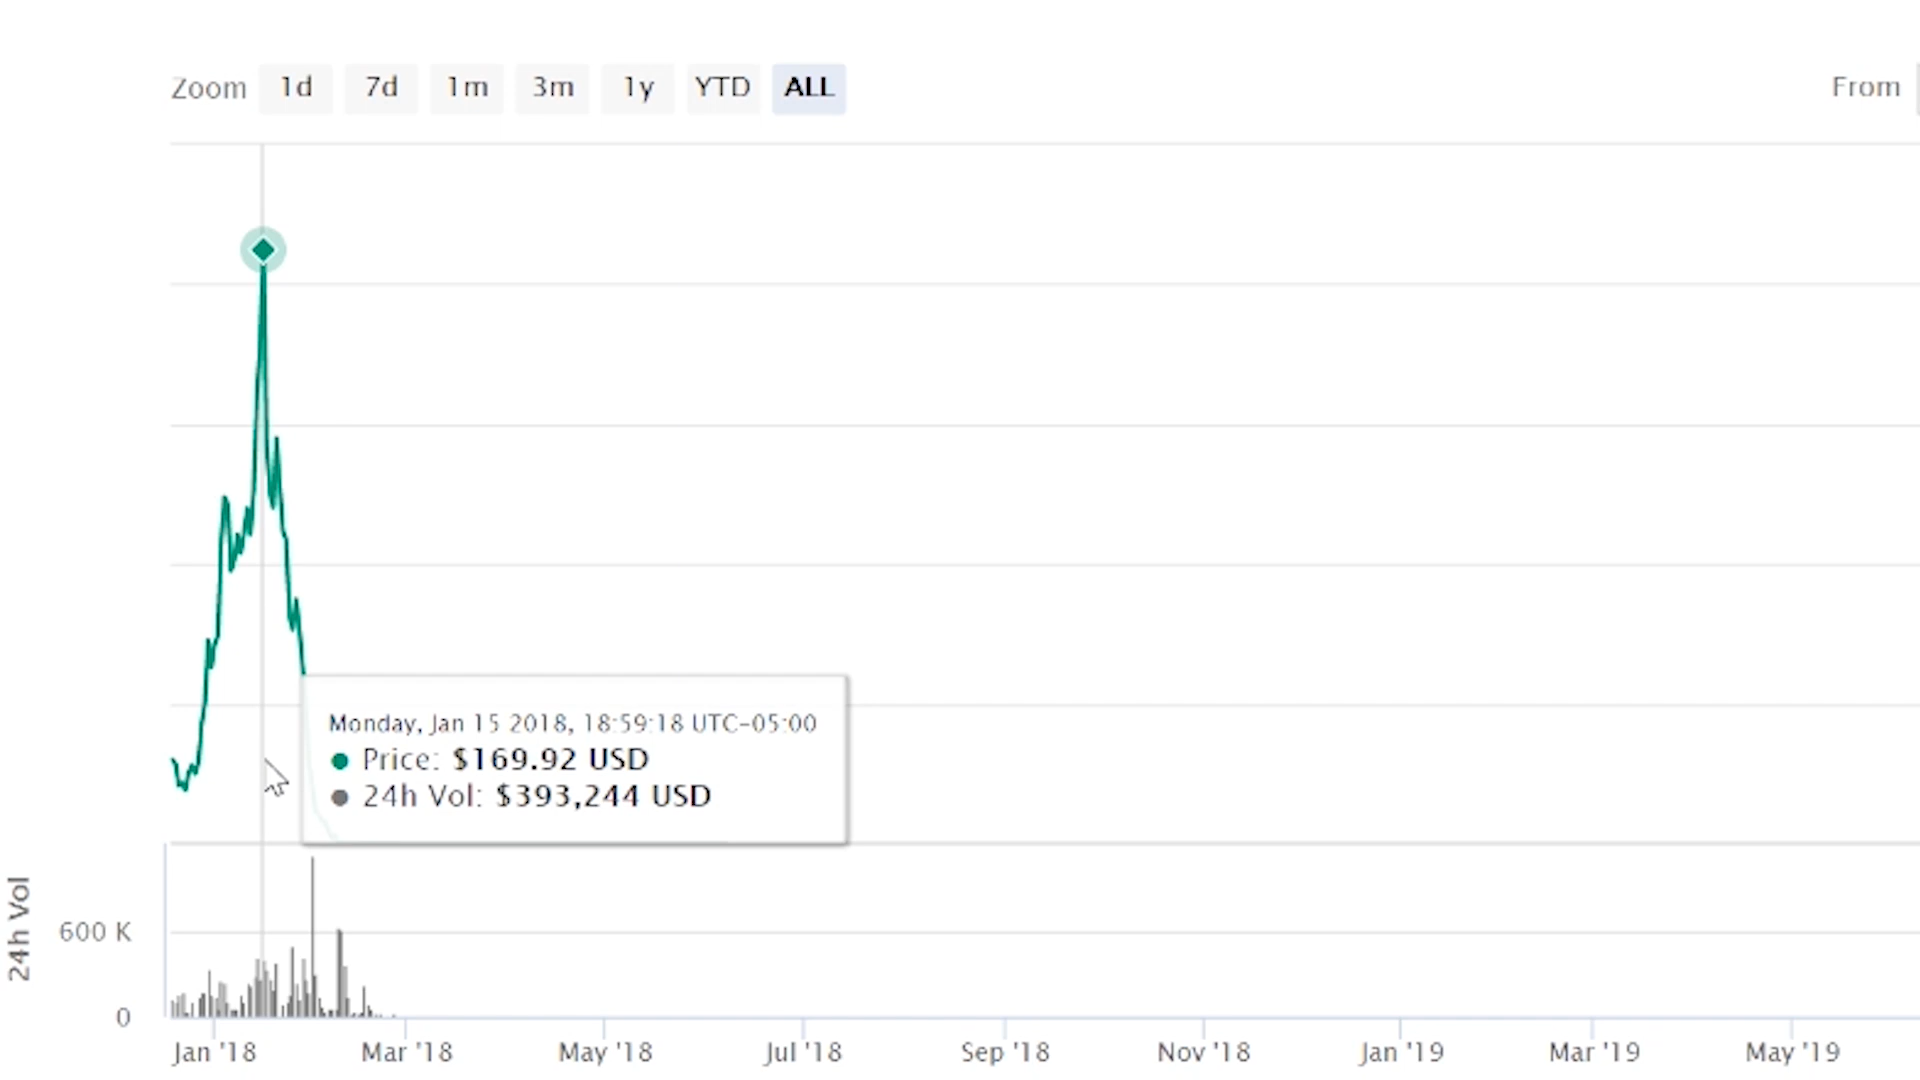 Zoom 1d 7d 1m 3m 1y YTD ALL From
Monday, Jan 15 2018, 18:59:18 UTC-05:00
Price: $169.92 USD
24h Vol: $393,244 USD
24h Vol
600 K
0
Jan '18 Mar '18 May '18 Jul '18 Sep '18 Nov '18 Jan '19 Mar '19 May '19